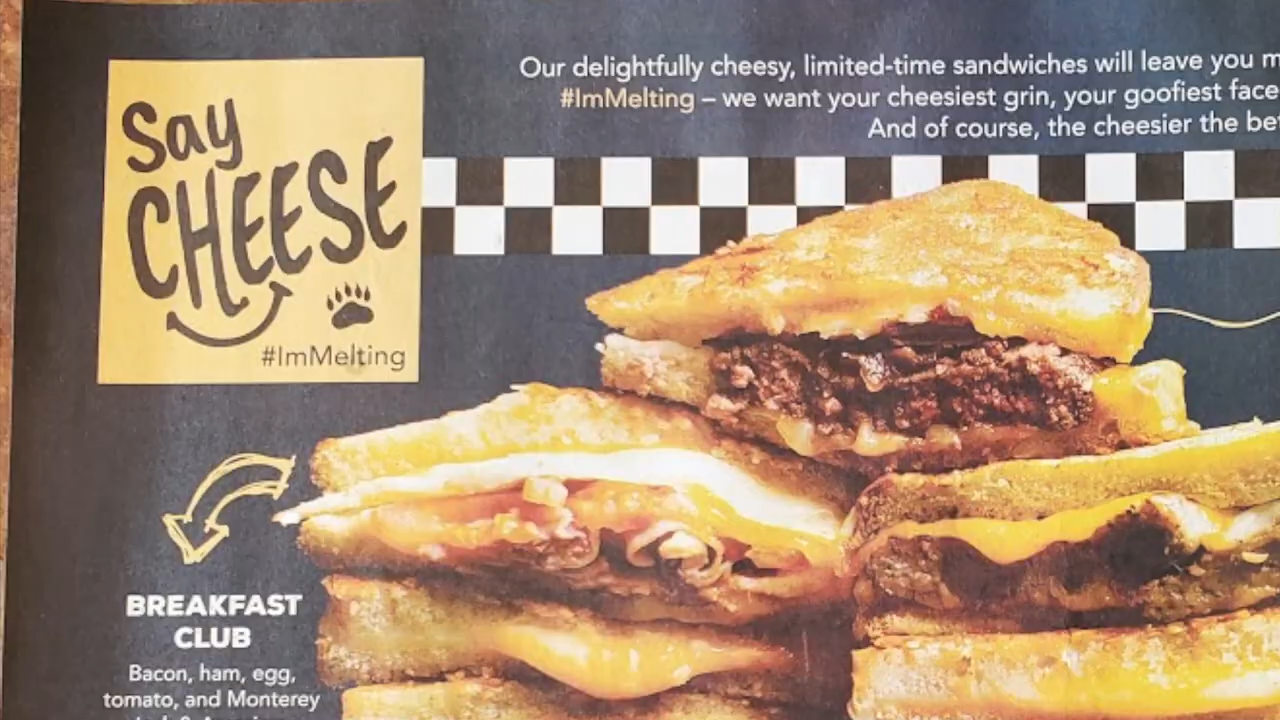 Say
CHEESE
#ImMelting
Our delightfully cheesy, limited-time sandwiches will leave you
#ImMelting – we want your cheesiest grin, your goofiest face
And of course, the cheesier the
BREAKFAST
CLUB
Bacon, ham, egg,
tomato, and Monterey